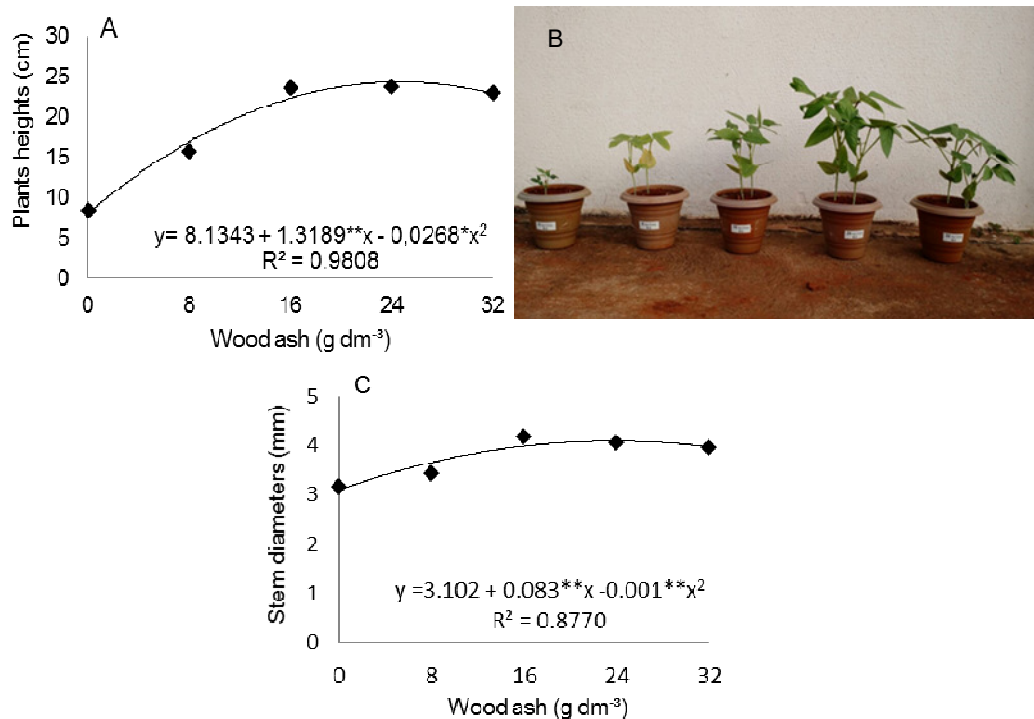 A
Plants heights (cm)
30
25
20
15
10
5
0
y= 8.1343 + 1.3189**x - 0,0268*x²
R² = 0.9808
0 8 16 24 32
Wood ash (g dm⁻³)
B
C
Stem diameters (mm)
5
4
3
2
1
0
y =3.102 + 0.083**x -0.001**x²
R² = 0.8770
0 8 16 24 32
Wood ash (g dm⁻³)